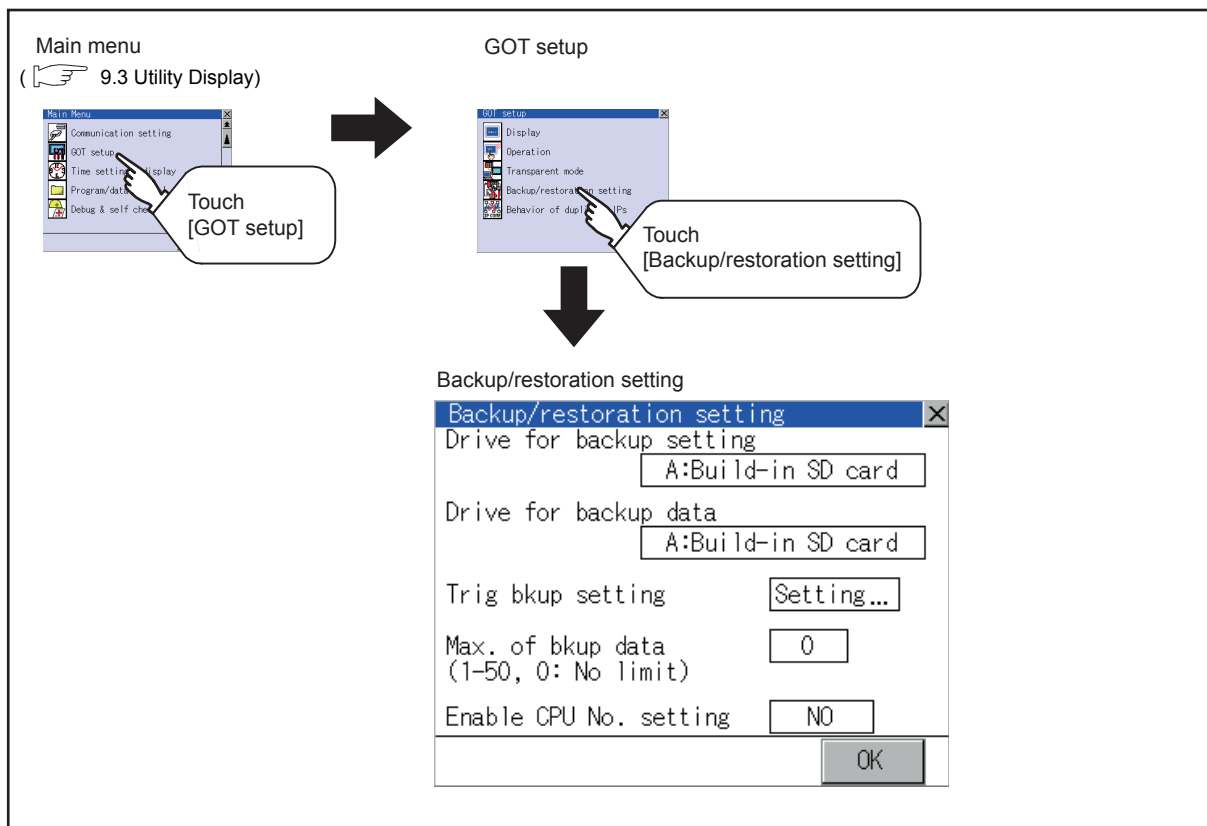 Main menu
( 9.3 Utility Display)
Main Menu
Communication setting
GOT setup
Time setting display
Program/data
Debug & self che
Touch
[GOT setup]
GOT setup
GOT setup
Display
Operation
Transparent mode
Backup/restoration setting
Behavior of dupl IPs
Touch
[Backup/restoration setting]
Backup/restoration setting
Backup/restoration setting
Drive for backup setting
A:Build-in SD card
Drive for backup data
A:Build-in SD card
Trig bkup setting Setting...
Max. of bkup data 0
(1-50, 0: No limit)
Enable CPU No. setting NO
OK